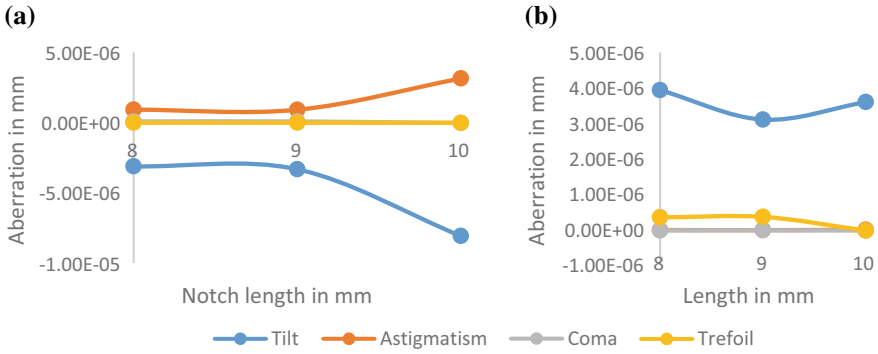 (a)
5.00E-06
0.00E+00
-5.00E-06
-1.00E-05
8
9
10
Aberration in mm
Notch length in mm
(b)
5.00E-06
4.00E-06
3.00E-06
2.00E-06
1.00E-06
0.00E+00
-1.00E-06
8
9
10
Aberration in mm
Length in mm
Tilt
Astigmatism
Coma
Trefoil